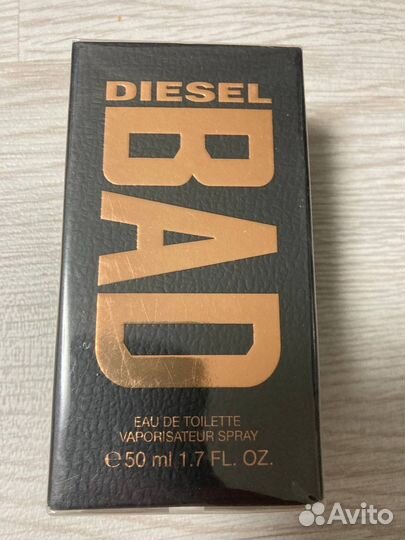 DIESEL
BAD
EAU DE TOILETTE
VAPORISATEUR SPRAY
℮50 ml 1.7 FL. OZ.
Avito